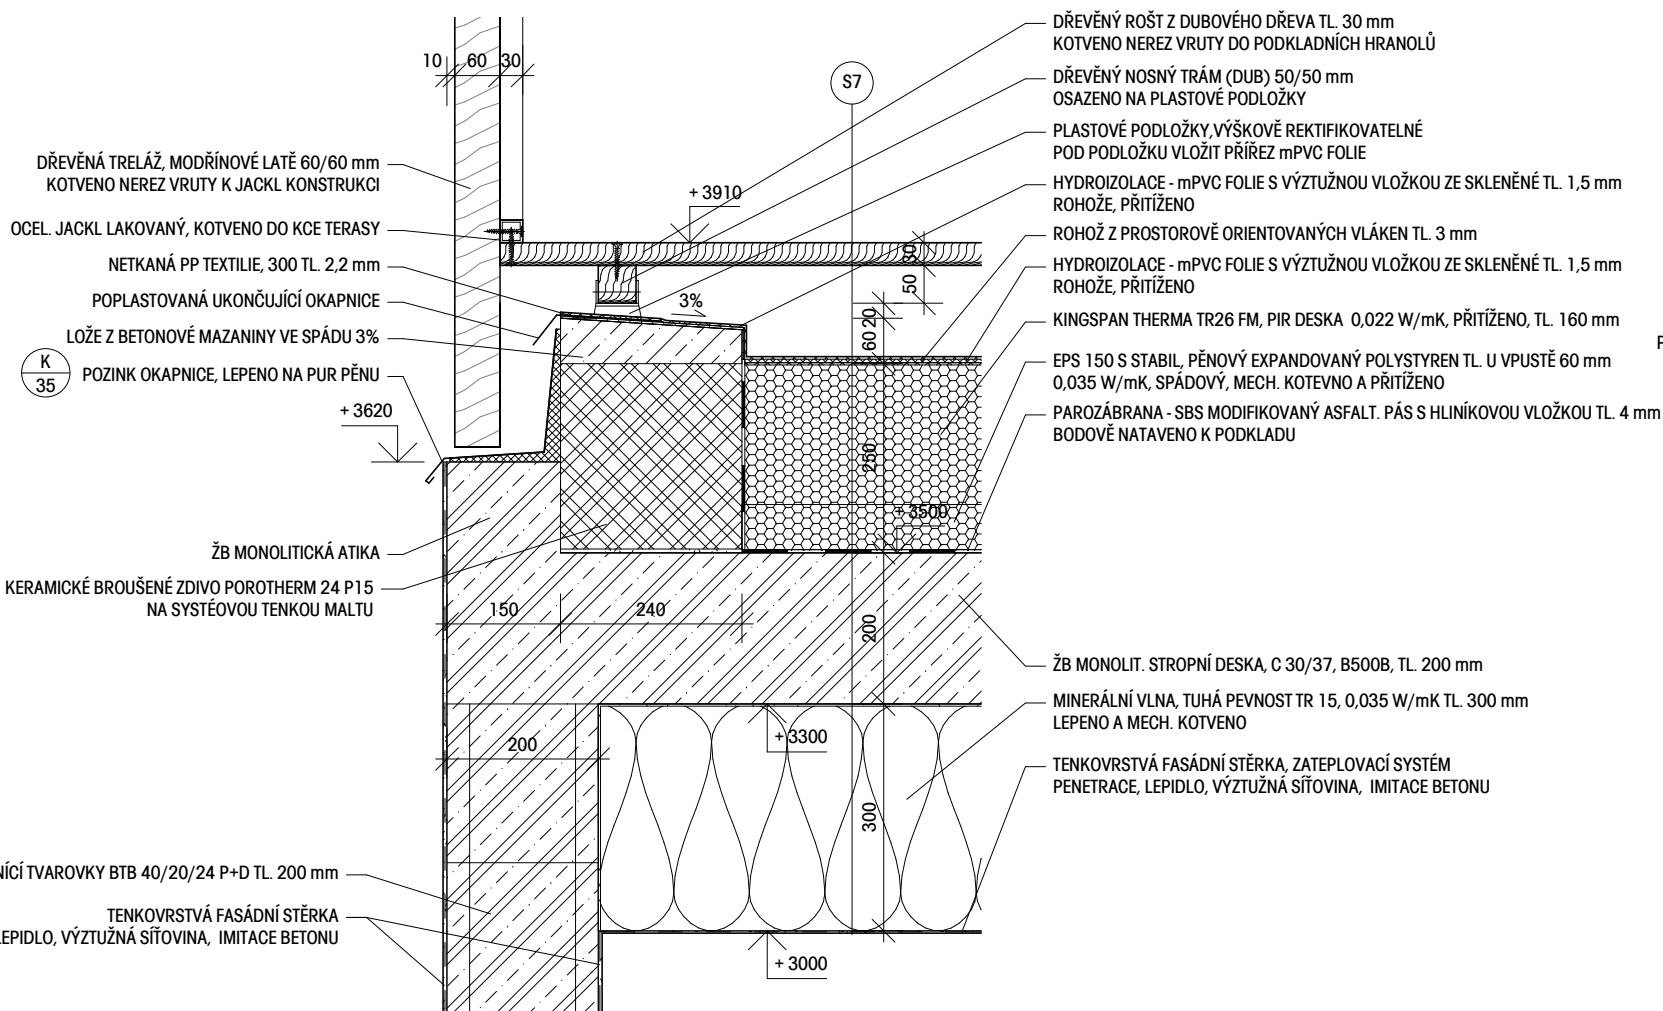 10 60 30
DŘEVĚNÁ TRELÁŽ, MODŘÍNOVÉ LATĚ 60/60 mm
KOTVENO NEREZ VRUTY K JACKL KONSTRUKCI
OCEL. JACKL LAKOVANÝ, KOTVENO DO KCE TERASY
NETKANÁ PP TEXTILIE, 300 TL. 2,2 mm
POPLASTOVANÁ UKONČUJÍCÍ OKAPNICE
LOŽE Z BETONOVÉ MAZANINY VE SPÁDU 3%
K
35
POZINK OKAPNICE, LEPENO NA PUR PĚNU
+ 3620
ŽB MONOLITICKÁ ATIKA
KERAMICKÉ BROUŠENÉ ZDIVO POROTHERM 24 P15
NA SYSTÉOVOU TENKOU MALTU
NÍCÍ TVAROVKY BTB 40/20/24 P+D TL. 200 mm
TENKOVRSTVÁ FASÁDNÍ STĚRKA
LEPIDLO, VÝZTUŽNÁ SÍŤOVINA, IMITACE BETONU
S7
+ 3910
3%
30
50
20
60
250
+ 3500
150
240
200
200
+ 3300
300
+ 3000
DŘEVĚNÝ ROŠT Z DUBOVÉHO DŘEVA TL. 30 mm
KOTVENO NEREZ VRUTY DO PODKLADNÍCH HRANOLŮ
DŘEVĚNÝ NOSNÝ TRÁM (DUB) 50/50 mm
OSAZENO NA PLASTOVÉ PODLOŽKY
PLASTOVÉ PODLOŽKY,VÝŠKOVĚ REKTIFIKOVATELNÉ
POD PODLOŽKU VLOŽIT PŘÍŘEZ mPVC FOLIE
HYDROIZOLACE - mPVC FOLIE S VÝZTUŽNOU VLOŽKOU ZE SKLENĚNÉ TL. 1,5 mm
ROHOŽE, PŘITÍŽENO
ROHOŽ Z PROSTOROVĚ ORIENTOVANÝCH VLÁKEN TL. 3 mm
HYDROIZOLACE - mPVC FOLIE S VÝZTUŽNOU VLOŽKOU ZE SKLENĚNÉ TL. 1,5 mm
ROHOŽE, PŘITÍŽENO
KINGSPAN THERMA TR26 FM, PIR DESKA 0,022 W/mK, PŘITÍŽENO, TL. 160 mm
EPS 150 S STABIL, PĚNOVÝ EXPANDOVANÝ POLYSTYREN TL. U VPUSTĚ 60 mm
0,035 W/mK, SPÁDOVÝ, MECH. KOTEVNO A PŘITÍŽENO
PAROZÁBRANA - SBS MODIFIKOVANÝ ASFALT. PÁS S HLINÍKOVOU VLOŽKOU TL. 4 mm
BODOVĚ NATAVENO K PODKLADU
ŽB MONOLIT. STROPNÍ DESKA, C 30/37, B500B, TL. 200 mm
MINERÁLNÍ VLNA, TUHÁ PEVNOST TR 15, 0,035 W/mK TL. 300 mm
LEPENO A MECH. KOTVENO
TENKOVRSTVÁ FASÁDNÍ STĚRKA, ZATEPLOVACÍ SYSTÉM
PENETRACE, LEPIDLO, VÝZTUŽNÁ SÍŤOVINA, IMITACE BETONU
P